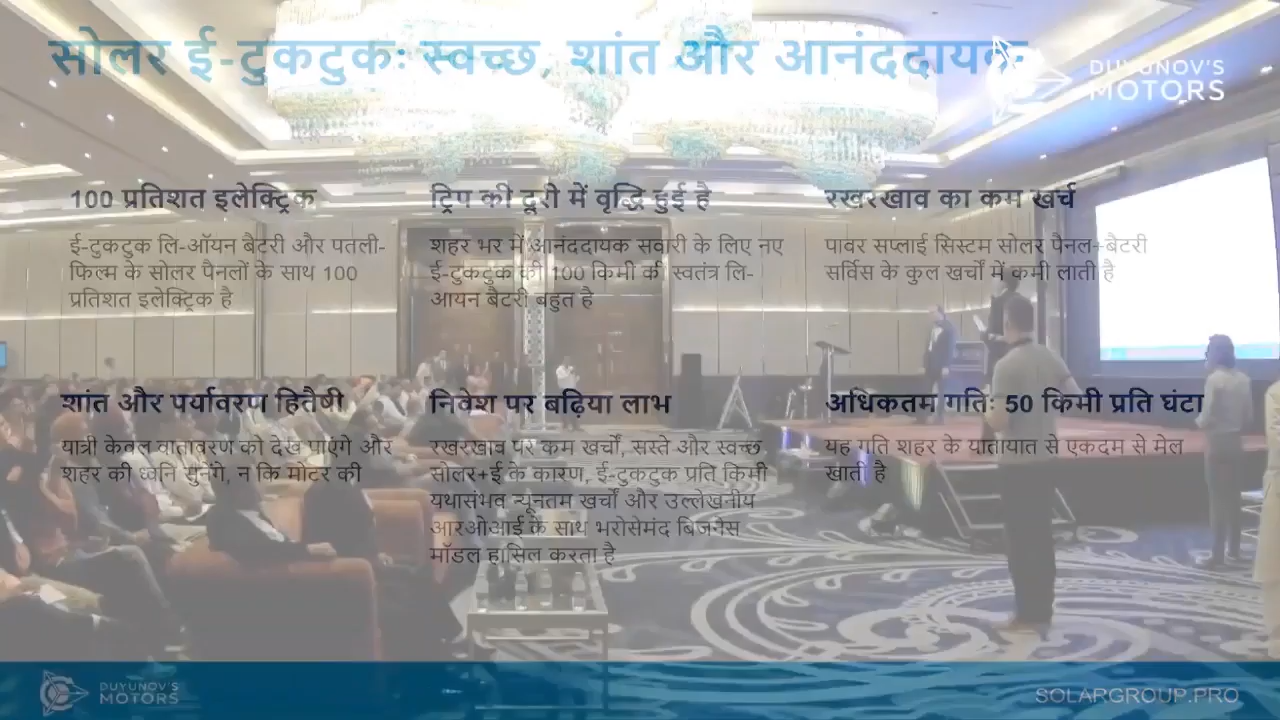 सोलर ई-टुकटुकः स्वच्छ शांत और आनंददायक
DUYUNOV'S
MOTORS
100 प्रतिशत इलेक्ट्रिक
ई-टुकटुक लि-ऑयन बैटरी और पतली-
फिल्म के सोलर पैनलों के साथ 100
प्रतिशत इलेक्ट्रिक है
ट्रिप की दूरी में वृद्धि हुई है
शहर भर में आनंददायक सवारी के लिए नए
ई-टुकटुक की 100 किमी की स्वतंत्र लि-
आयन बैटरी बहुत है
रखरखाव का कम खर्च
पावर सप्लाई सिस्टम सोलर पैनल+बैटरी
सर्विस के कुल खर्चों में कमी लाती है
शांत और पर्यावरण हितैषी
यात्री केवल वातावरण को देख पाएंगे और
शहर की ध्वनि सुनेंगे, न कि मोटर की
निवेश पर बढ़िया लाभ
रखरखाव पर कम खर्चों, सस्ते और स्वच्छ
सोलर+ई के कारण, ई-टुकटुक प्रति किमी
यथासंभव न्यूनतम खर्चों और उल्लेखनीय
आरओआई के साथ भरोसेमंद बिजनेस
मॉडल हासिल करता है
अधिकतम गतिः 50 किमी प्रति घंटा
यह गति शहर के यातायात से एकदम से मेल
खाती है
DUYUNOV'S
MOTORS
SOLARGROUP.PRO